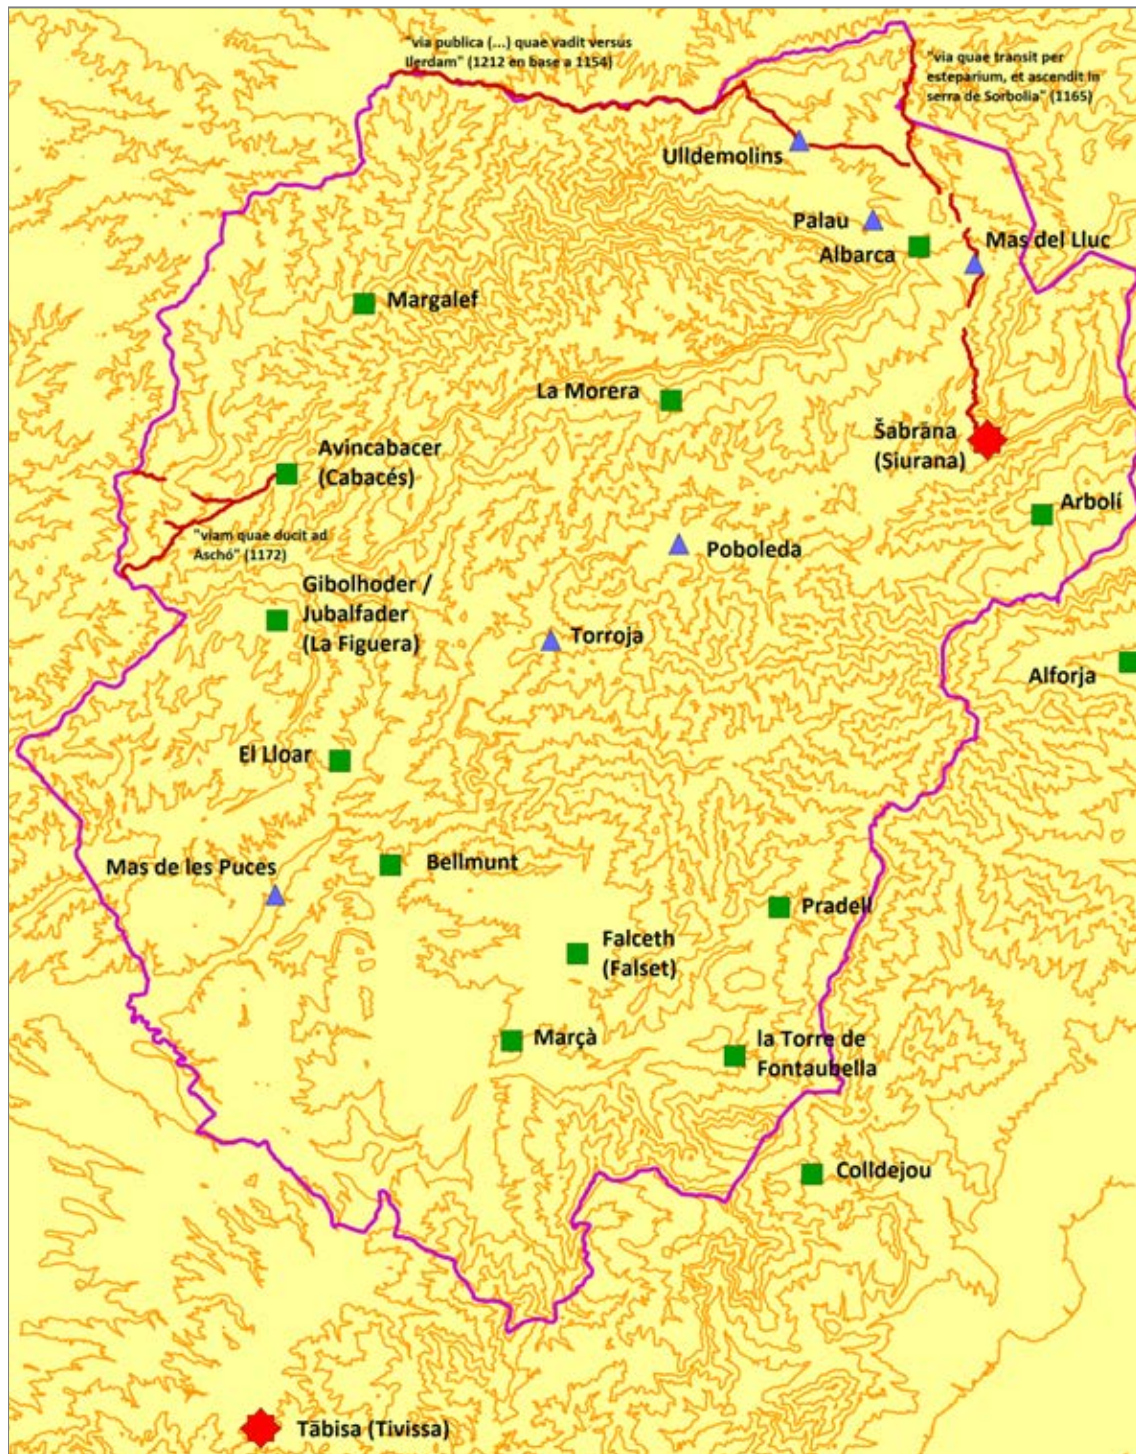 "via publica (...) quae vadit versus
Ilerdam" (1212 en base a 1154)
"via quae transit per
esteparium, et ascendit in
serra de Sorbolia" (1165)
Ulldemolins
Palau
Albarca
Mas del Lluc
Margalef
La Morera
Šabrāna
(Siurana)
Avincabacer
(Cabacés)
Arbolí
"viam quae ducit ad
Aschó" (1172)
Poboleda
Gibolhoder /
Jubalfader
(La Figuera)
Torroja
Alforja
El Lloar
Mas de les Puces
Bellmunt
Pradell
Falceth
(Falset)
Marçà
la Torre de
Fontaubella
Colldejou
Tābisa (Tivissa)